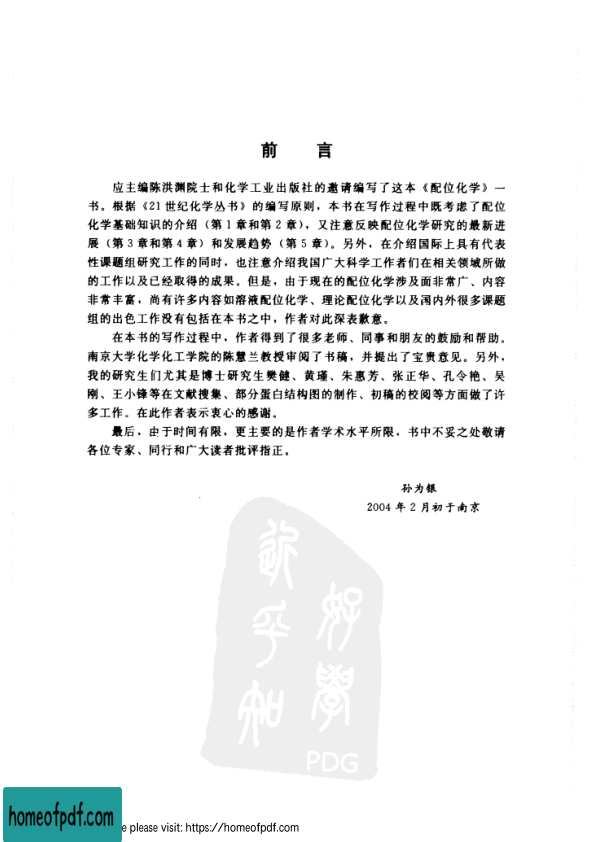 前 言
应主编陈洪渊院士和化学工业出版社的邀请编写了这本《配位化学》一
书。根据《21世纪化学丛书》的编写原则，本书在写作过程中既考虑了配位
化学基础知识的介绍（第1章和第2章），又注意反映配位化学研究的最新进
展（第3章和第4章）和发展趋势（第5章）。另外，在介绍国际上具有代表
性课题组研究工作的同时，也注意介绍我国广大科学工作者们在相关领域所做
的工作以及已经取得的成果。但是，由于现在的配位化学涉及面非常广、内容
非常丰富，尚有许多内容如溶液配位化学、理论配位化学以及国内外很多课题
组的出色工作没有包括在本书之中，作者对此深表歉意。
在本书的写作过程中，作者得到了很多老师、同事和朋友的鼓励和帮助。
南京大学化学化工学院的陈慧兰教授审阅了书稿，并提出了宝贵意见。另外，
我的研究生们尤其是博士研究生樊健、黄瑾、朱惠芳、张正华、孔令艳、吴
刚、王小锋等在文献搜集、部分蛋白结构图的制作、初稿的校阅等方面做了许
多工作。在此作者表示衷心的感谢。
最后，由于时间有限，更主要的是作者学术水平所限，书中不妥之处敬请
各位专家、同行和广大读者批评指正。
孙为银
2004年2月初于南京
好學
近乎知
PDG
homeofpdf.com
e please visit: https://homeofpdf.com